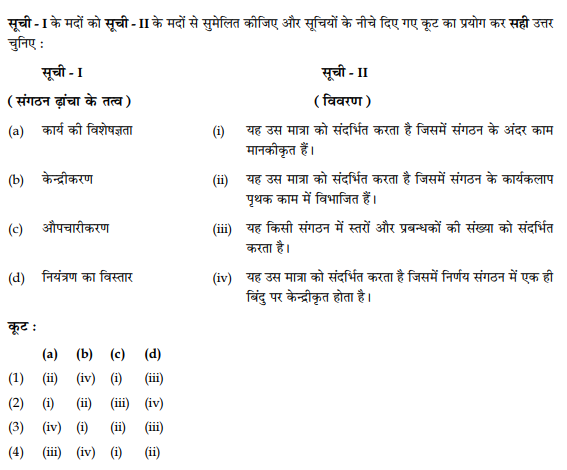 सूची - I के मदों को सूची - II के मदों से सुमेलित कीजिए और सूचियों के नीचे दिए गए कूट का प्रयोग कर सही उत्तर
चुनिए :
सूची - I सूची - II
( संगठन ढ़ांचा के तत्व ) ( विवरण )
(a) कार्य की विशेषज्ञता (i) यह उस मात्रा को संदर्भित करता है जिसमें संगठन के अंदर काम
मानकीकृत हैं।
(b) केन्द्रीकरण (ii) यह उस मात्रा को संदर्भित करता है जिसमें संगठन के कार्यकलाप
पृथक काम में विभाजित हैं।
(c) औपचारीकरण (iii) यह किसी संगठन में स्तरों और प्रबन्धकों की संख्या को संदर्भित
करता है।
(d) नियंत्रण का विस्तार (iv) यह उस मात्रा को संदर्भित करता है जिसमें निर्णय संगठन में एक ही
बिंदु पर केन्द्रीकृत होता है।
कूट :
(a) (b) (c) (d)
(1) (ii) (iv) (i) (iii)
(2) (i) (ii) (iii) (iv)
(3) (iv) (i) (ii) (iii)
(4) (iii) (iv) (i) (ii)